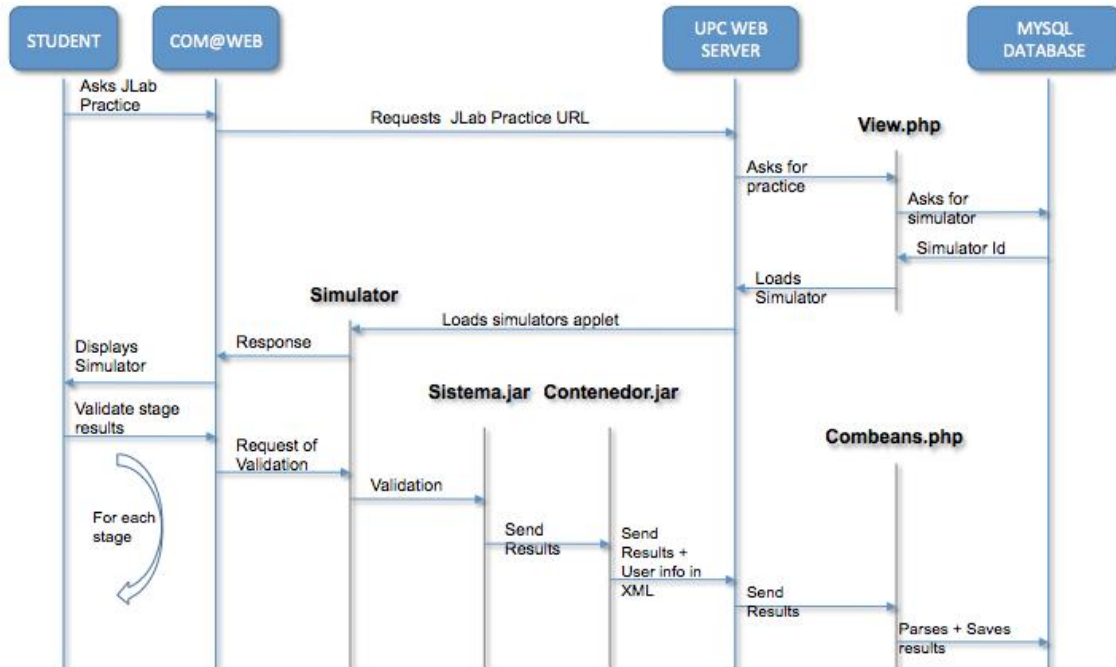 STUDENT
COM@WEB
UPC WEB
SERVER
MYSQL
DATABASE
Asks JLab
Practice
Requests JLab Practice URL
View.php
Asks for
practice
Asks for
simulator
Simulator Id
Loads
Simulator
Simulator
Loads simulators applet
Response
Displays
Simulator
Sistema.jar
Contenedor.jar
Validate stage
results
Combeans.php
Request of
Validation
Validation
For each
stage
Send
Results
Send
Results +
User info in
XML
Send
Results
Parses + Saves
results